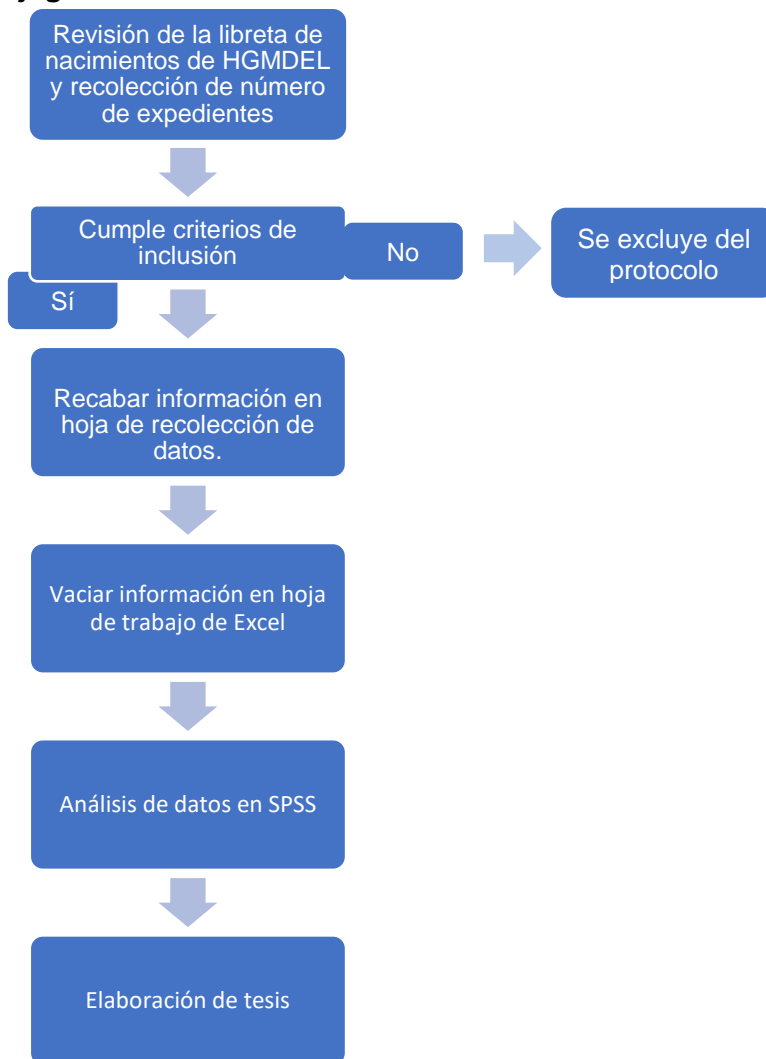 Revisión de la libreta de
nacimientos de HGMDEL
y recolección de número
de expedientes
Cumple criterios de
inclusión
No
Se excluye del
protocolo
Sí
Recabar información en
hoja de recolección de
datos.
Vaciar información en hoja
de trabajo de Excel
Análisis de datos en SPSS
Elaboración de tesis